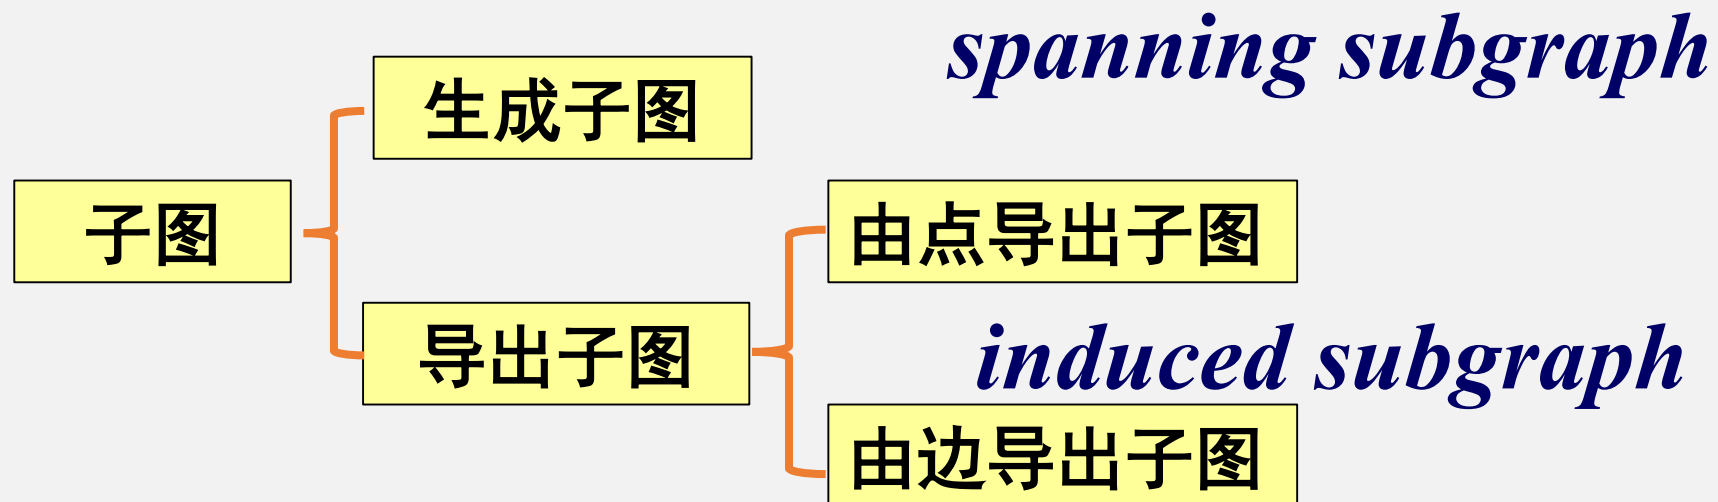 spanning subgraph
生成子图
子图
由点导出子图
导出子图
induced subgraph
由边导出子图